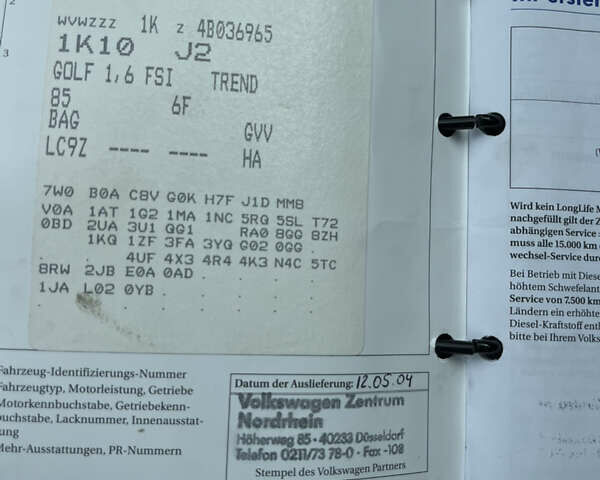 2
3
WVWZZZ 1K Z 4B036965
1K10 J2
GOLF 1,6 FSI TREND
85 6F
BAG GVV
LC9Z ---- ---- HA
7W0 B0A C8V G0K H7F J1D MM8
V0A 1AT 1G2 1MA 1NC 5RQ 5SL T72
0BD 2UA 3U1 QG1 RA0 8GG 8ZH
. 1KQ 1ZF 3FA 3YQ G02 0GG .
. . . 4UF 4X3 4R4 4K3 N4C 5TC
8RW 2JB E0A 0AD . . . .
1JA L02 0YB . . . . .
Fahrzeug-Identifizierungs-Nummer
Fahrzeugtyp, Motorleistung, Getriebe
Motorkennbuchstabe, Getriebekenn-
buchstabe, Lacknummer, Innenausstat-
tung
Mehr-Ausstattungen, PR-Nummern
Datum der Auslieferung: 12.05.04
Volkswagen Zentrum
Nordrhein
Höherweg 85 · 40233 Düsseldorf
Telefon 0211/73 78-0 · Fax -108
Stempel des Volkswagen Partners
Wird kein LongLife M
nachgefüllt gilt der Z
abhängigen Service
muss alle 15.000 km
wechsel-Service dur
Bei Betrieb mit Diese
höhtem Schwefelant
Service von 7.500 km
Ländern ein erhöhte
Diesel-Kraftstoff ent
bitte bei Ihrem Volks